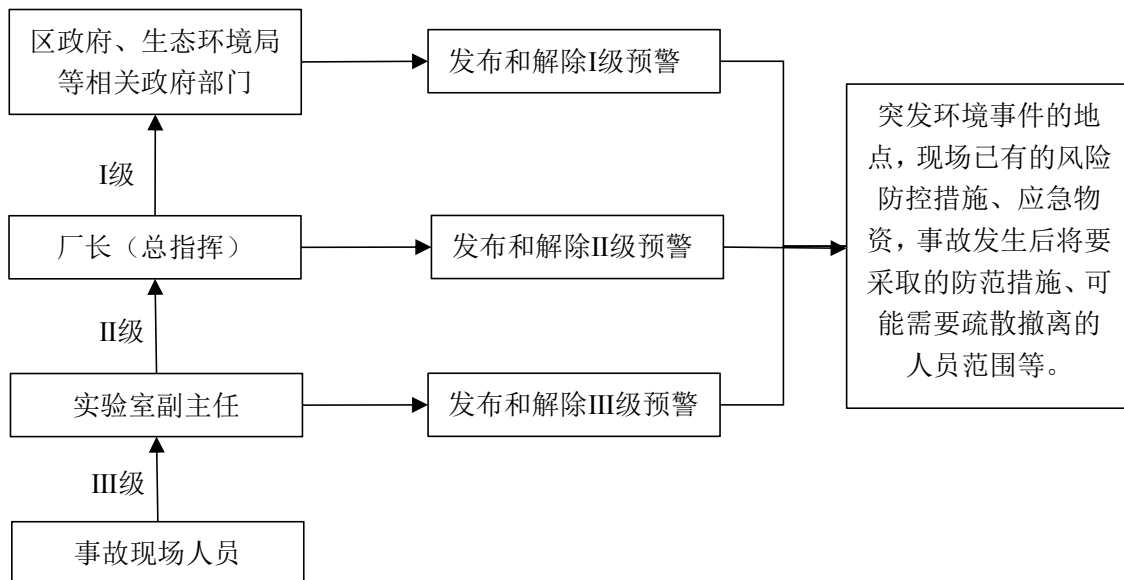 区政府、生态环境局
等相关政府部门
发布和解除I级预警
突发环境事件的地
点，现场已有的风险
防控措施、应急物
资，事故发生后将要
采取的防范措施、可
能需要疏散撤离的
人员范围等。
I级
厂长（总指挥）
发布和解除II级预警
II级
实验室副主任
发布和解除III级预警
III级
事故现场人员